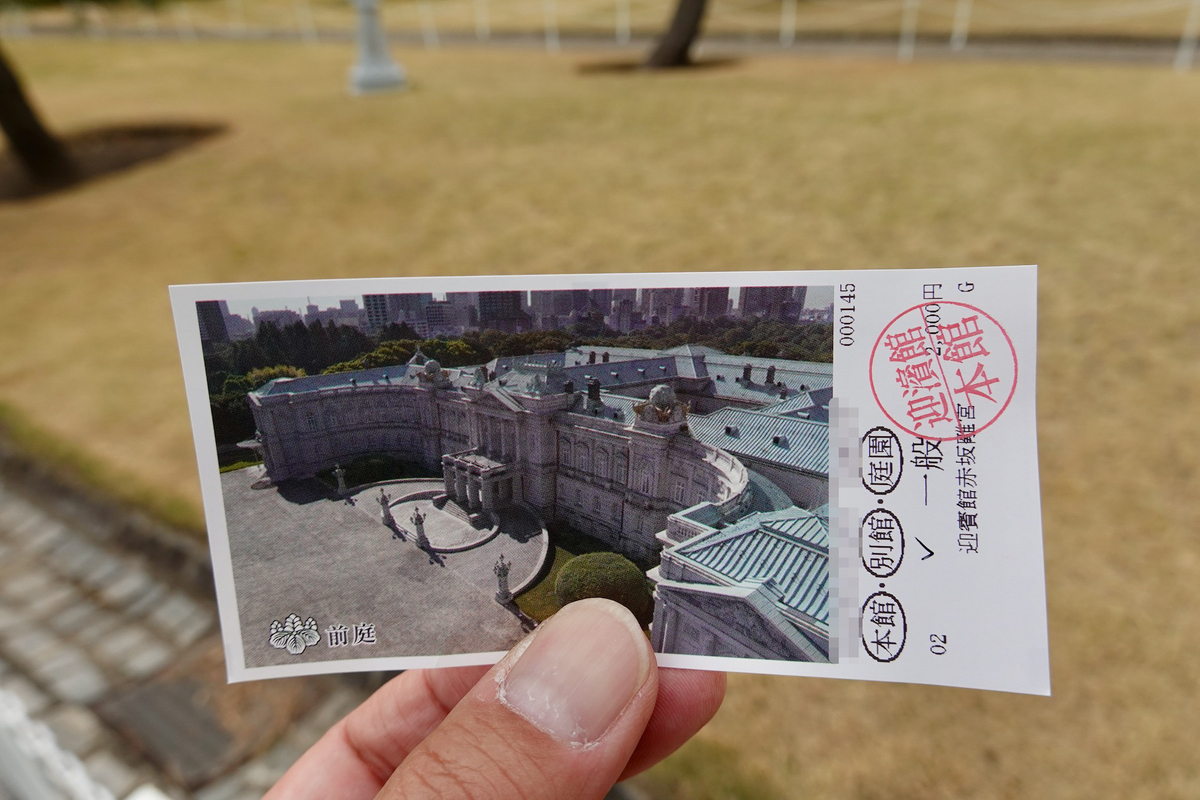 前庭
000145
本館・別館・庭園
✓ 一般
02
2,000円
迎賓館赤坂離宮
G
迎濱館
本館